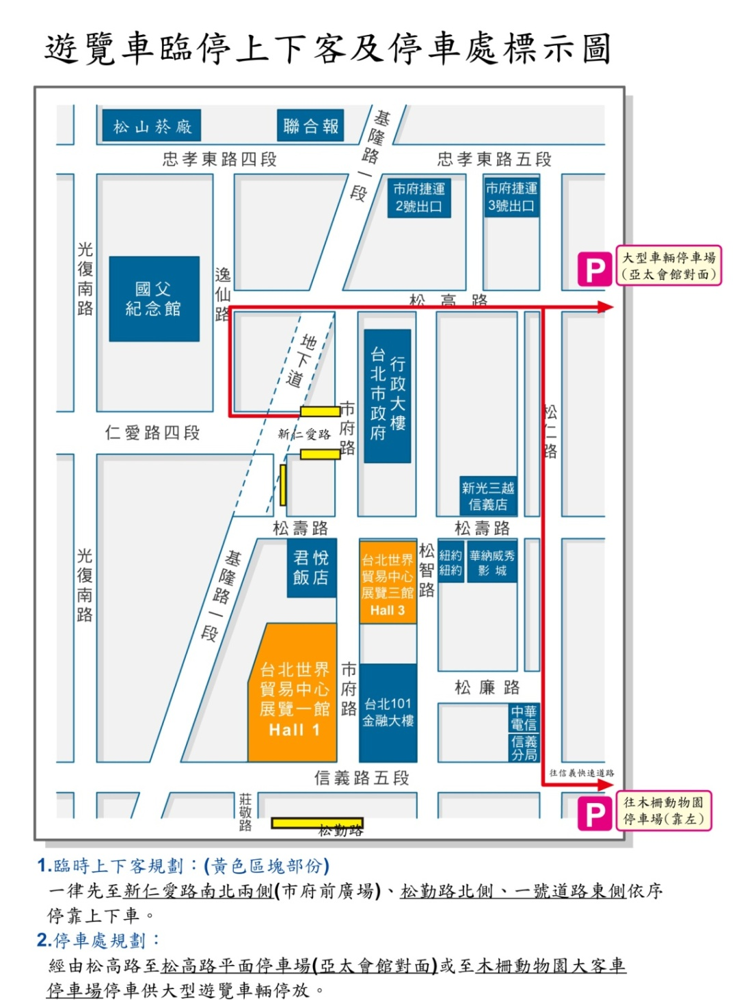 遊覽車臨停上下客及停車處標示圖
松山菸廠
聯合報
基隆路一段
忠孝東路四段
忠孝東路五段
市府捷運
2號出口
市府捷運
3號出口
光復南路
國父
紀念館
逸仙路
P
大型車輛停車場
(亞太會館對面)
松高路
地下道
台北市政府
行政大樓
市府路
松仁路
仁愛路四段
新仁愛路
新光三越
信義店
松壽路
松壽路
光復南路
基隆路一段
君悅
飯店
台北世界
貿易中心
展覽三館
Hall 3
松智路
紐約
紐約
華納威秀
影城
台北世界
貿易中心
展覽一館
Hall 1
市府路
台北101
金融大樓
松廉路
中華
電信
信義
分局
信義路五段
往信義快速道路
莊敬路
松勤路
P
往木柵動物園
停車場(靠左)
1.臨時上下客規劃：(黃色區塊部份)
一律先至新仁愛路南北兩側(市府前廣場)、松勤路北側、一號道路東側依序
停靠上下車。
2.停車處規劃：
經由松高路至松高路平面停車場(亞太會館對面)或至木柵動物園大客車
停車場停車供大型遊覽車輛停放。